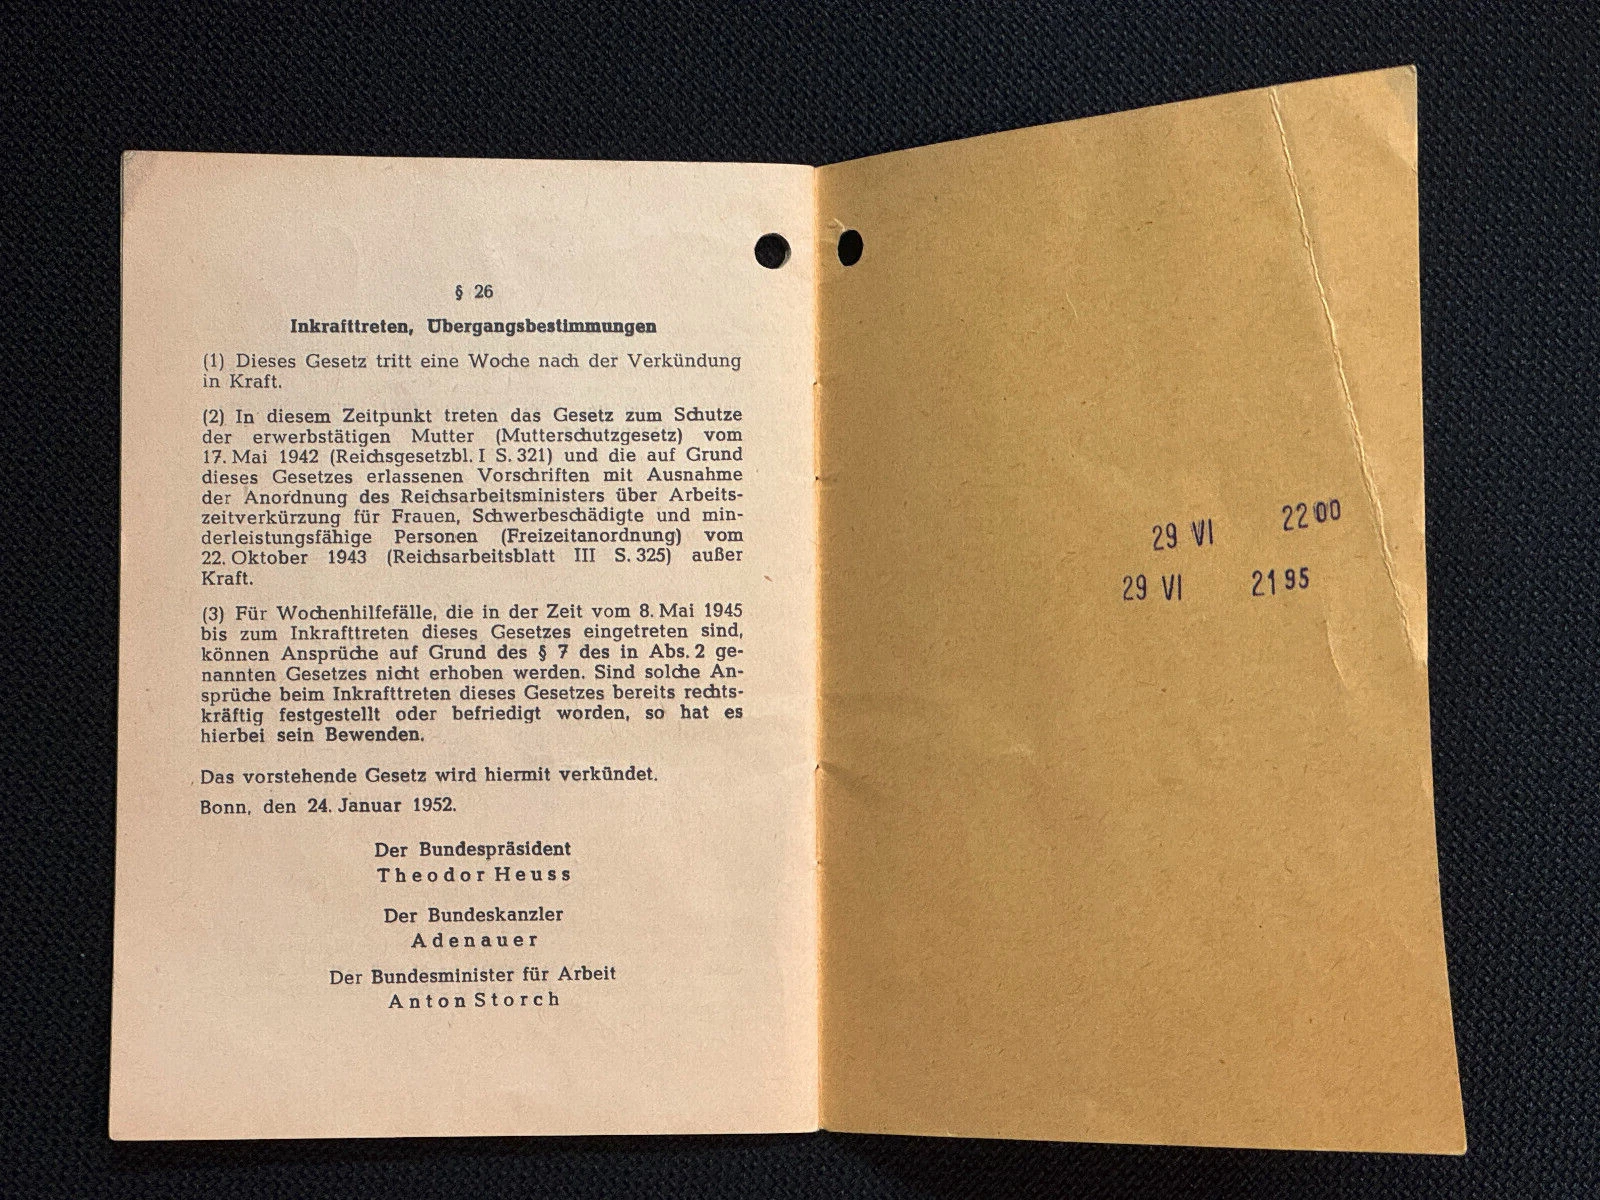 § 26
Inkrafttreten, Übergangsbestimmungen
(1) Dieses Gesetz tritt eine Woche nach der Verkündung
in Kraft.
(2) In diesem Zeitpunkt treten das Gesetz zum Schutze
der erwerbstätigen Mutter (Mutterschutzgesetz) vom
17. Mai 1942 (Reichsgesetzbl. I S. 321) und die auf Grund
dieses Gesetzes erlassenen Vorschriften mit Ausnahme
der Anordnung des Reichsarbeitsministers über Arbeits-
zeitverkürzung für Frauen, Schwerbeschädigte und min-
derleistungsfähige Personen (Freizeitanordnung) vom
22. Oktober 1943 (Reichsarbeitsblatt III S. 325) außer
Kraft.
(3) Für Wochenhilfefälle, die in der Zeit vom 8. Mai 1945
bis zum Inkrafttreten dieses Gesetzes eingetreten sind,
können Ansprüche auf Grund des § 7 des in Abs. 2 ge-
nannten Gesetzes nicht erhoben werden. Sind solche An-
sprüche beim Inkrafttreten dieses Gesetzes bereits rechts-
kräftig festgestellt oder befriedigt worden, so hat es
hierbei sein Bewenden.
Das vorstehende Gesetz wird hiermit verkündet.
Bonn, den 24. Januar 1952.
Der Bundespräsident
Theodor Heuss
Der Bundeskanzler
Adenauer
Der Bundesminister für Arbeit
Anton Storch
29 VI 2200
29 VI 2195